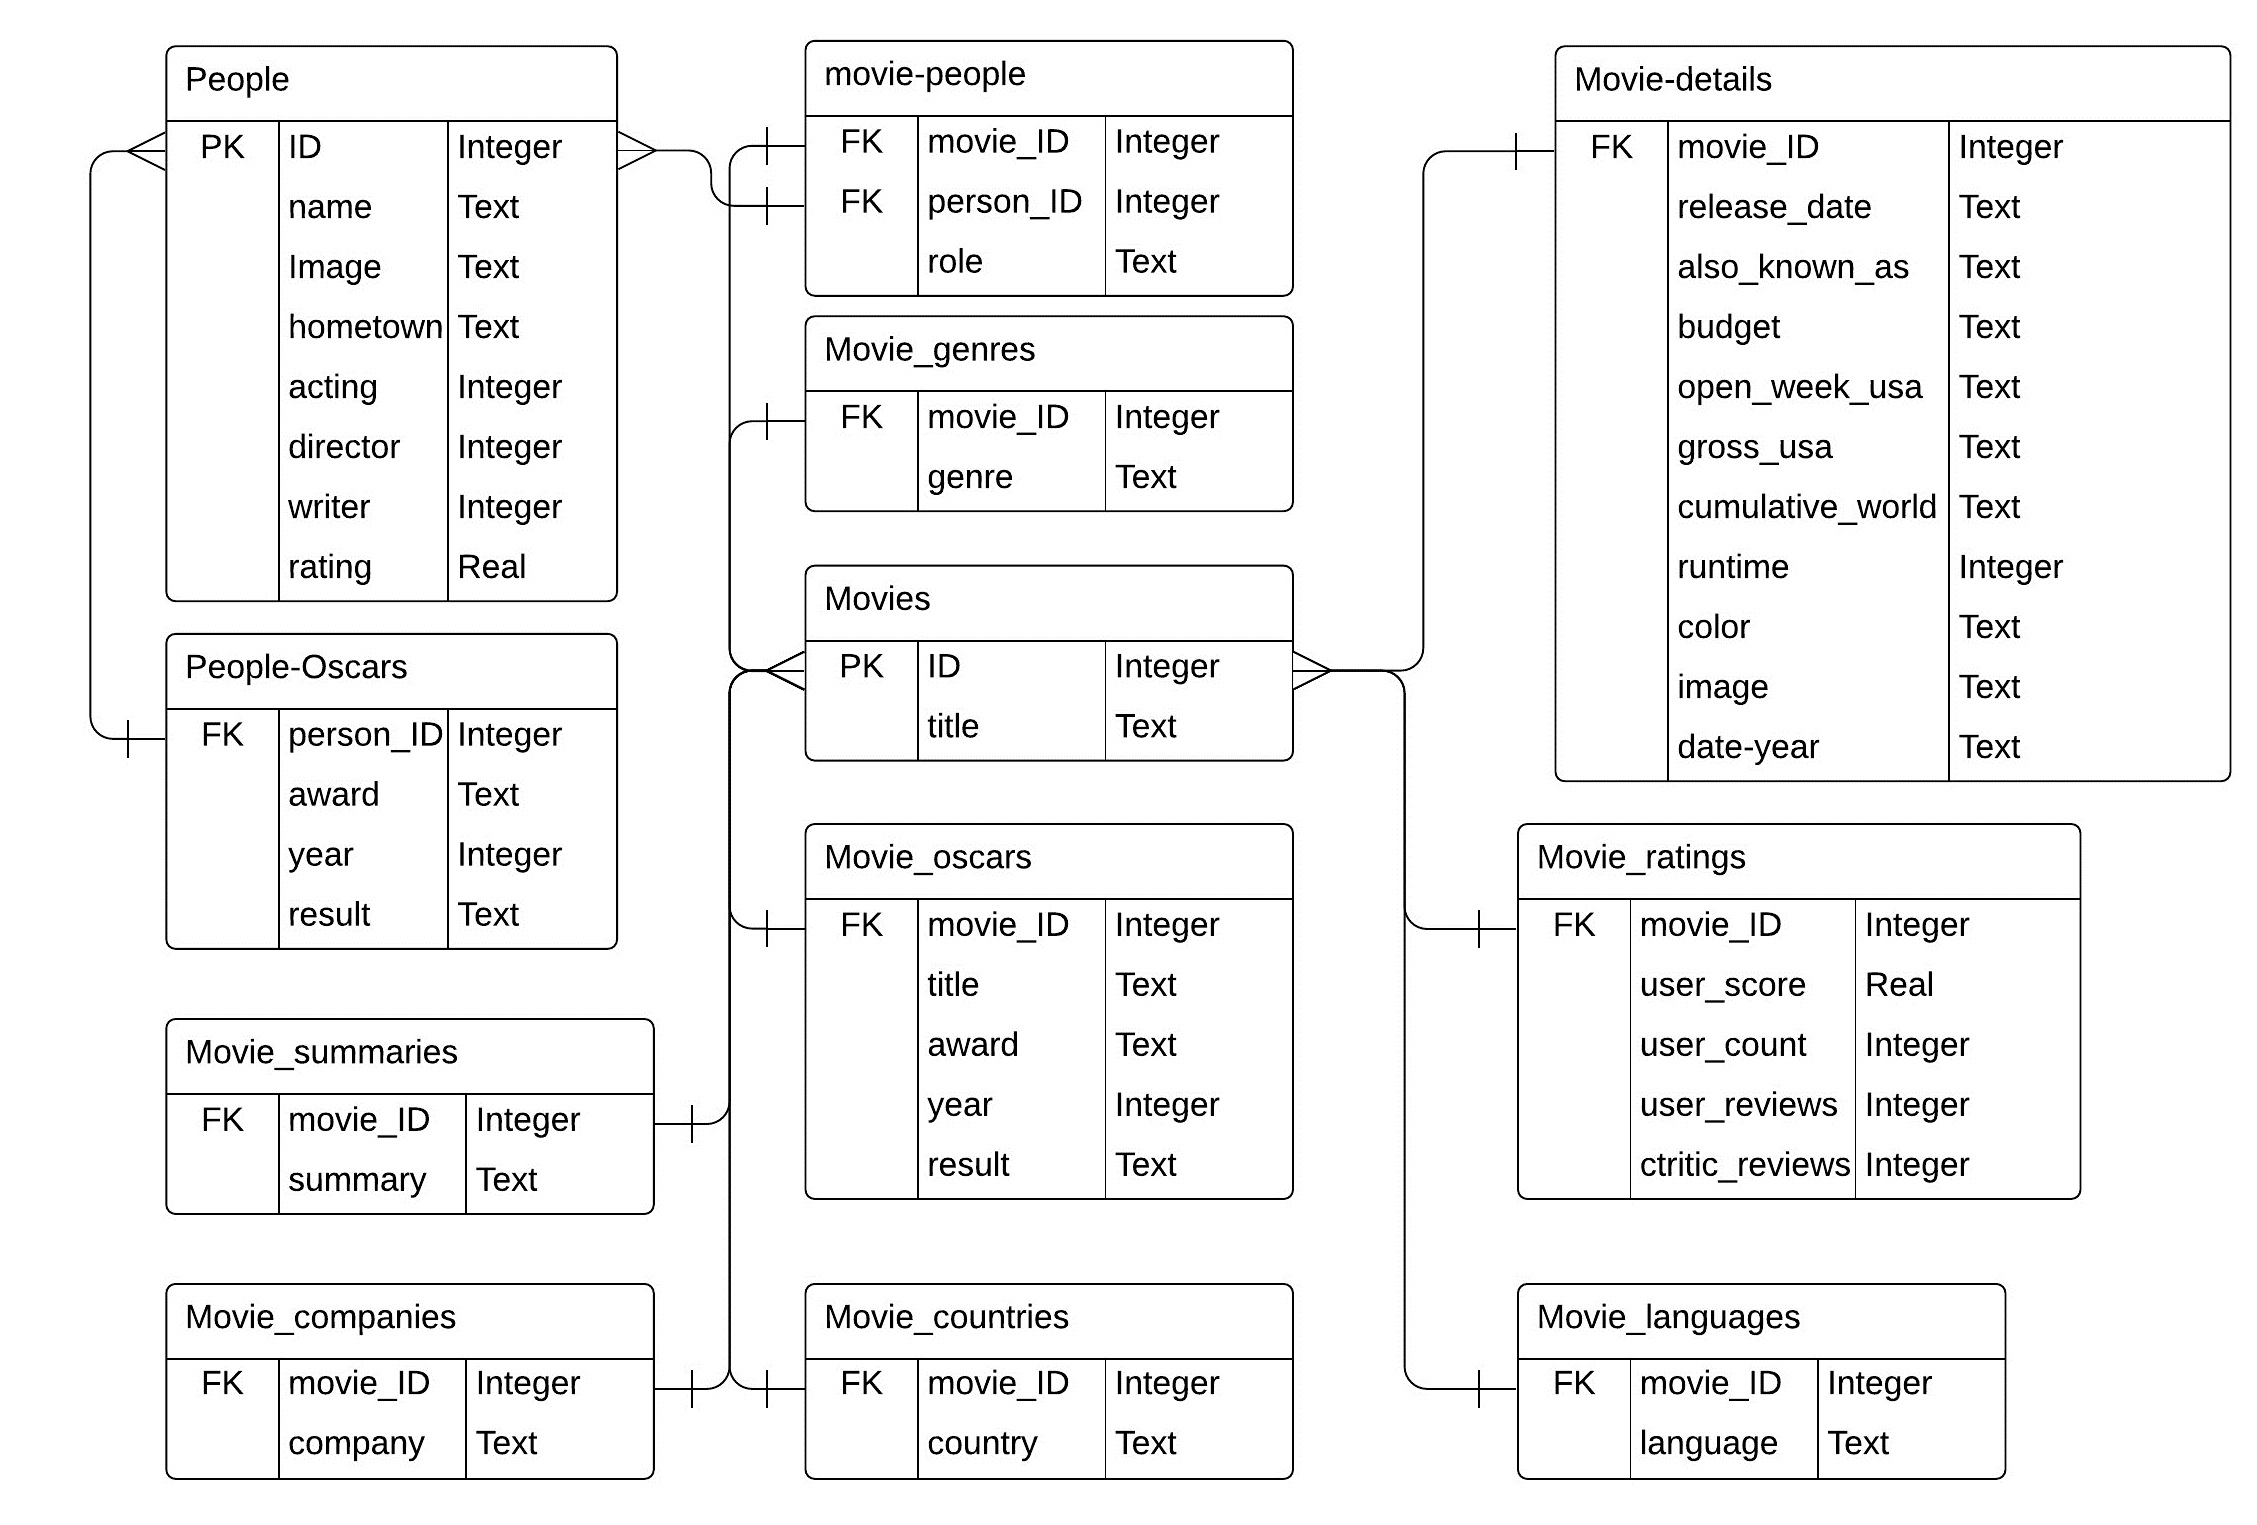 People
PK ID Integer
name Text
Image Text
hometown Text
acting Integer
director Integer
writer Integer
rating Real
People-Oscars
FK person_ID Integer
award Text
year Integer
result Text
Movie_summaries
FK movie_ID Integer
summary Text
Movie_companies
FK movie_ID Integer
company Text
movie-people
FK movie_ID Integer
FK person_ID Integer
role Text
Movie_genres
FK movie_ID Integer
genre Text
Movies
PK ID Integer
title Text
Movie_oscars
FK movie_ID Integer
title Text
award Text
year Integer
result Text
Movie_countries
FK movie_ID Integer
country Text
Movie-details
FK movie_ID Integer
release_date Text
also_known_as Text
budget Text
open_week_usa Text
gross_usa Text
cumulative_world Text
runtime Integer
color Text
image Text
date-year Text
Movie_ratings
FK movie_ID Integer
user_score Real
user_count Integer
user_reviews Integer
ctritic_reviews Integer
Movie_languages
FK movie_ID Integer
language Text